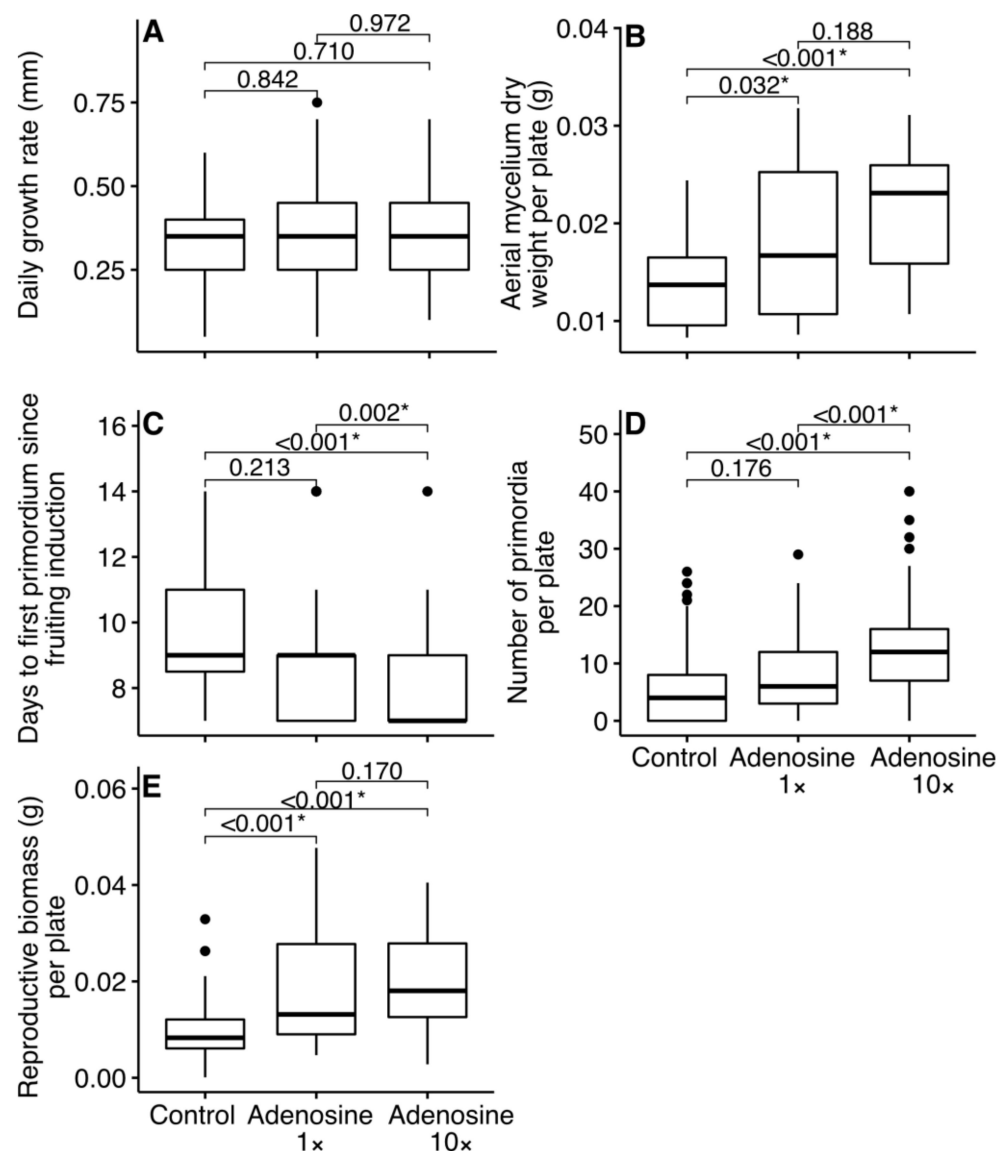 A
0.972
0.710
0.842
Daily growth rate (mm)
0.75
0.50
0.25
B
0.188
<0.001*
0.032*
Aerial mycelium dry
weight per plate (g)
0.04
0.03
0.02
0.01
C
0.002*
<0.001*
0.213
Days to first primordium since
fruiting induction
16
14
12
10
8
D
<0.001*
<0.001*
0.176
Number of primordia
per plate
50
40
30
20
10
0
Control Adenosine Adenosine
1× 10×
E
0.170
<0.001*
<0.001*
Reproductive biomass (g)
per plate
0.06
0.04
0.02
0.00
Control Adenosine Adenosine
1× 10×